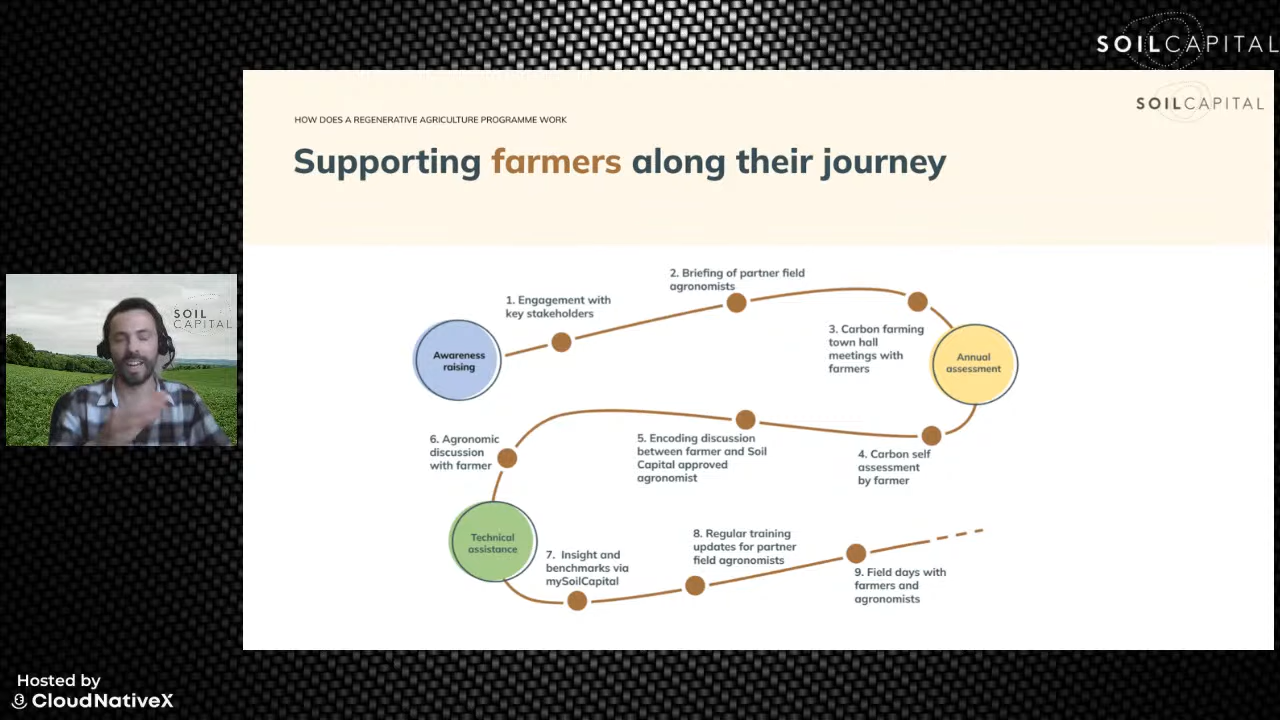 SOILCAPITAL
SOILCAPITAL
HOW DOES A REGENERATIVE AGRICULTURE PROGRAMME WORK
Supporting farmers along their journey
SOIL
CAPITAL
Awareness
raising
1. Engagement with
key stakeholders
2. Briefing of partner field
agronomists
3. Carbon farming
town hall
meetings with
farmers
Annual
assessment
4. Carbon self
assessment
by farmer
5. Encoding discussion
between farmer and Soil
Capital approved
agronomist
6. Agronomic
discussion
with farmer
Technical
assistance
7. Insight and
benchmarks via
mySoilCapital
8. Regular training
updates for partner
field agronomists
9. Field days with
farmers and
agronomists
Hosted by
CloudNativeX